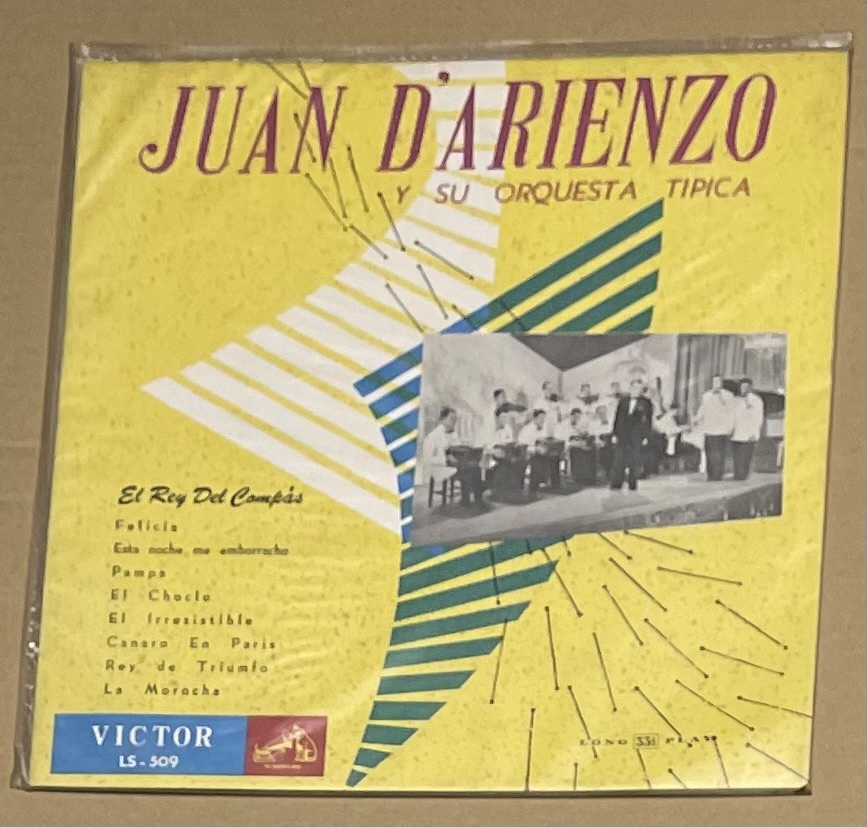 JUAN D'ARIENZO
Y SU ORQUESTA TIPICA
El Rey Del Compás
Felicia
Esta noche me emborracho
Pampa
El Choclo
El Irresistible
Canaro En Paris
Rey de Triumfo
La Morocha
VICTOR
LS-509
LONG 33⅓ PLAY